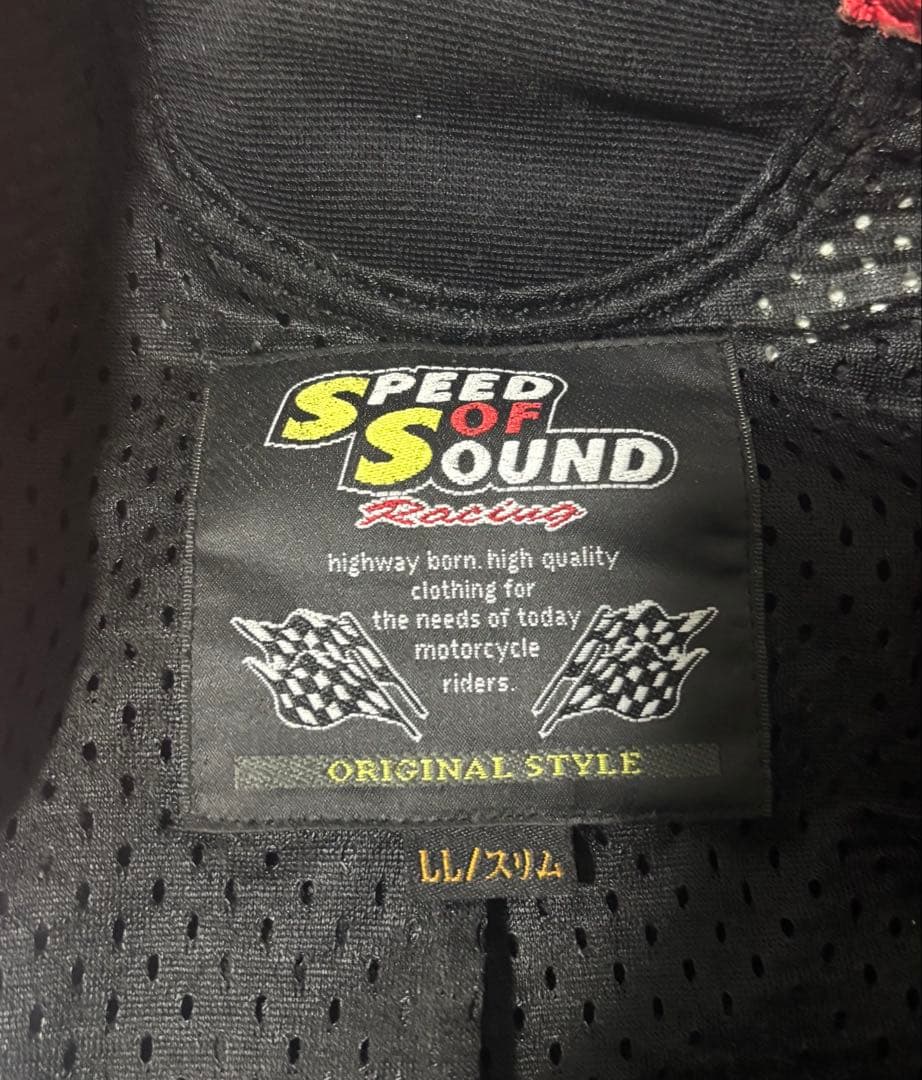 SPEED
OF
SOUND
Racing
highway born. high quality
clothing for
the needs of today
motorcycle
riders.
ORIGINAL STYLE
LL/スリム